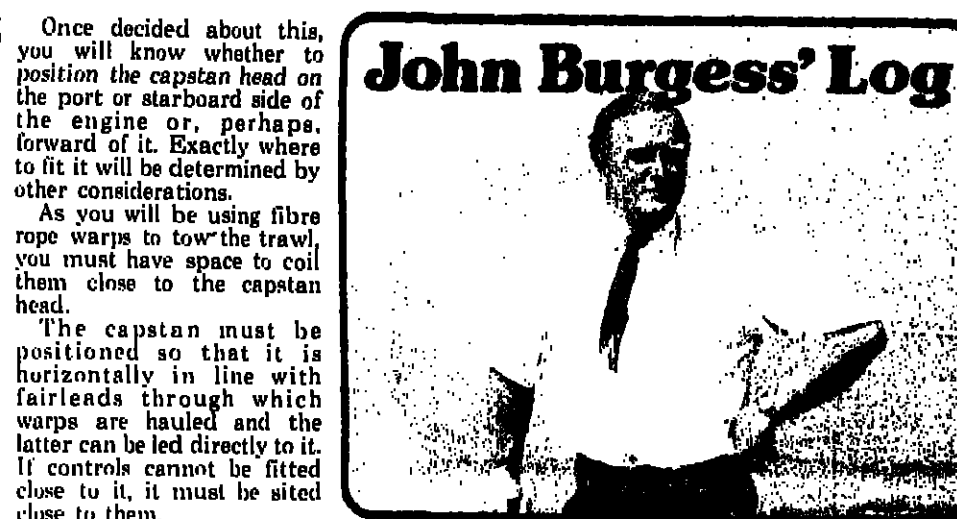 Once decided about this,
you will know whether to
position the capstan head on
the port or starboard side of
the engine or, perhaps,
forward of it. Exactly where
to fit it will be determined by
other considerations.
As you will be using fibre
rope warps to tow the trawl,
you must have space to coil
them close to the capstan
head.
The capstan must be
positioned so that it is
horizontally in line with
fairleads through which
warps are hauled and the
latter can be led directly to it.
If controls cannot be fitted
close to it, it must be sited
close to them
John Burgess' Log